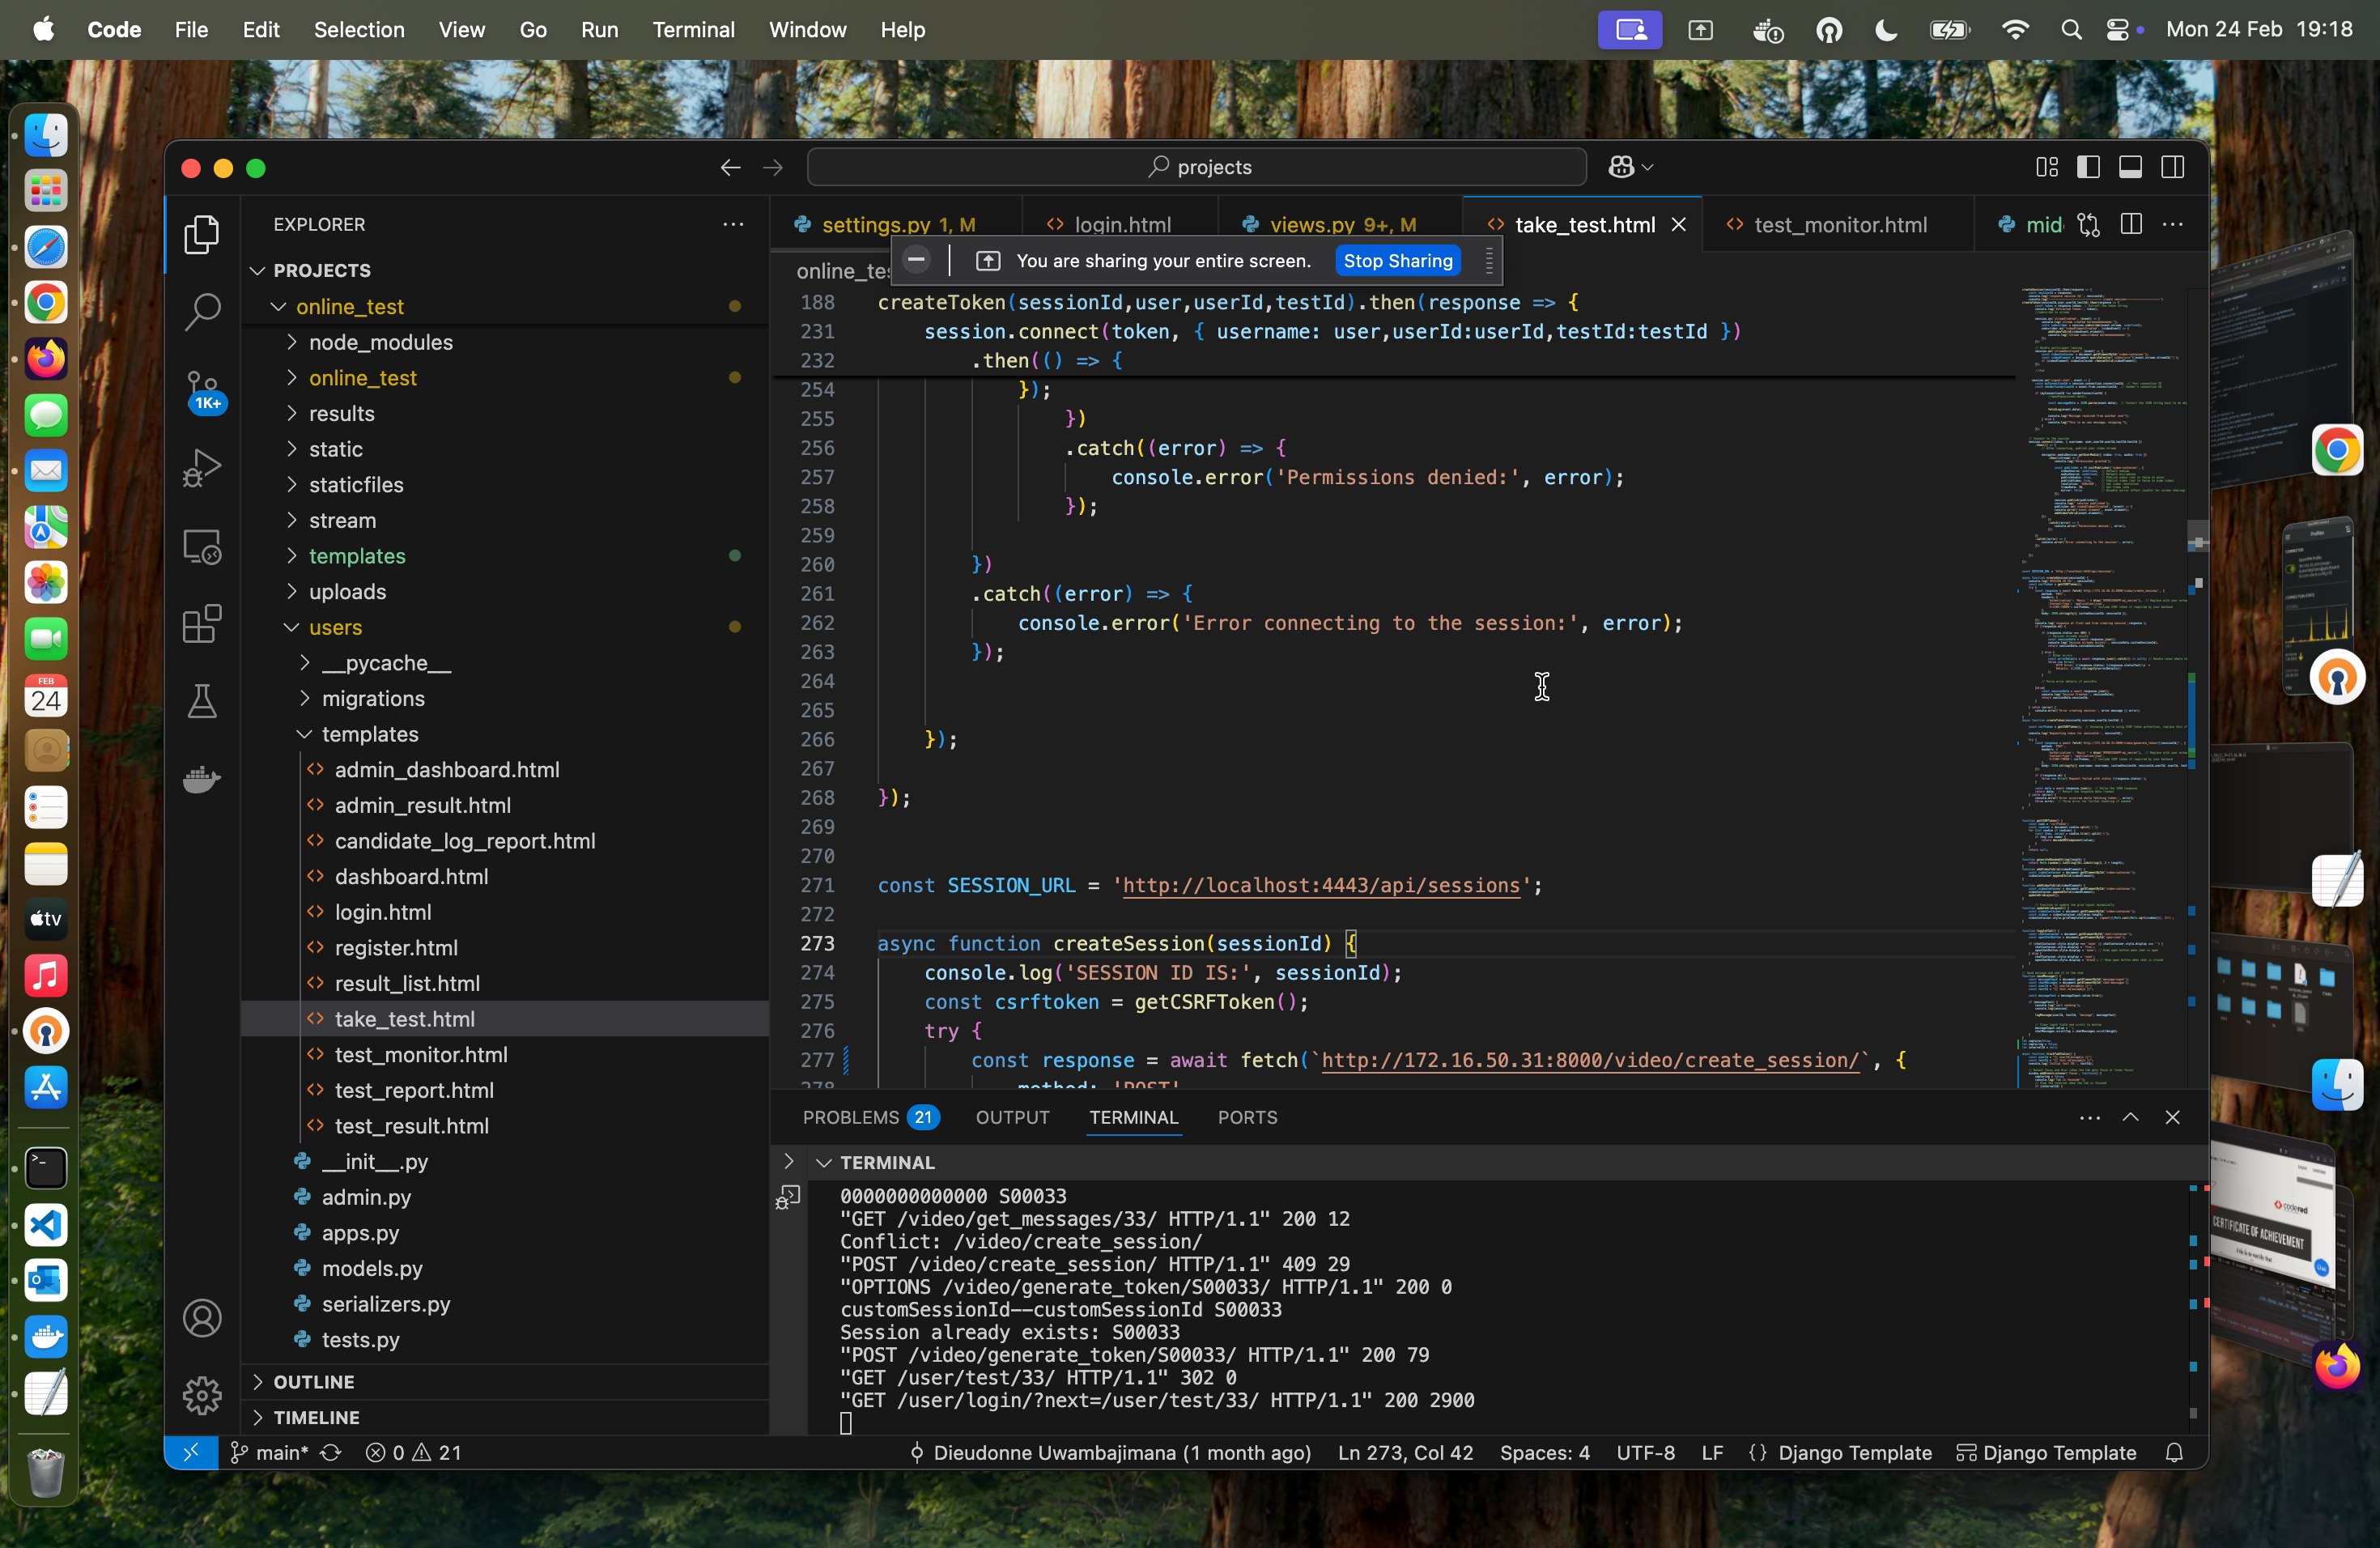 Code File Edit Selection View Go Run Terminal Window Help Mon 24 Feb 19:18
projects
EXPLORER
PROJECTS
online_test
node_modules
online_test
results
static
staticfiles
stream
templates
uploads
users
__pycache__
migrations
templates
admin_dashboard.html
admin_result.html
candidate_log_report.html
dashboard.html
login.html
register.html
result_list.html
take_test.html
test_monitor.html
test_report.html
test_result.html
__init__.py
admin.py
apps.py
models.py
serializers.py
tests.py
OUTLINE
TIMELINE
1K+
FEB
24
tv
settings.py 1, M login.html views.py 9+, M take_test.html test_monitor.html mid
You are sharing your entire screen. Stop Sharing
188 createToken(sessionId,user,userId,testId).then(response => {
231 session.connect(token, { username: user,userId:userId,testId:testId })
232 .then(() => {
254 });
255 })
256 .catch((error) => {
257 console.error('Permissions denied:', error);
258 });
259
260 })
261 .catch((error) => {
262 console.error('Error connecting to the session:', error);
263 });
264
265
266 });
267
268 });
269
270
271 const SESSION_URL = 'http://localhost:4443/api/sessions';
272
273 async function createSession(sessionId) {
274 console.log('SESSION ID IS:', sessionId);
275 const csrftoken = getCSRFToken();
276 try {
277 const response = await fetch(`http://172.16.50.31:8000/video/create_session/`, {
278 method: 'POST'
PROBLEMS 21 OUTPUT TERMINAL PORTS
TERMINAL
0000000000000 S00033
"GET /video/get_messages/33/ HTTP/1.1" 200 12
Conflict: /video/create_session/
"POST /video/create_session/ HTTP/1.1" 409 29
"OPTIONS /video/generate_token/S00033/ HTTP/1.1" 200 0
customSessionId--customSessionId S00033
Session already exists: S00033
"POST /video/generate_token/S00033/ HTTP/1.1" 200 79
"GET /user/test/33/ HTTP/1.1" 302 0
"GET /user/login/?next=/user/test/33/ HTTP/1.1" 200 2900
main* 0 21 Dieudonne Uwambajimana (1 month ago) Ln 273, Col 42 Spaces: 4 UTF-8 LF {} Django Template Django Template
codered
CERTIFICATE OF ACHIEVEMENT